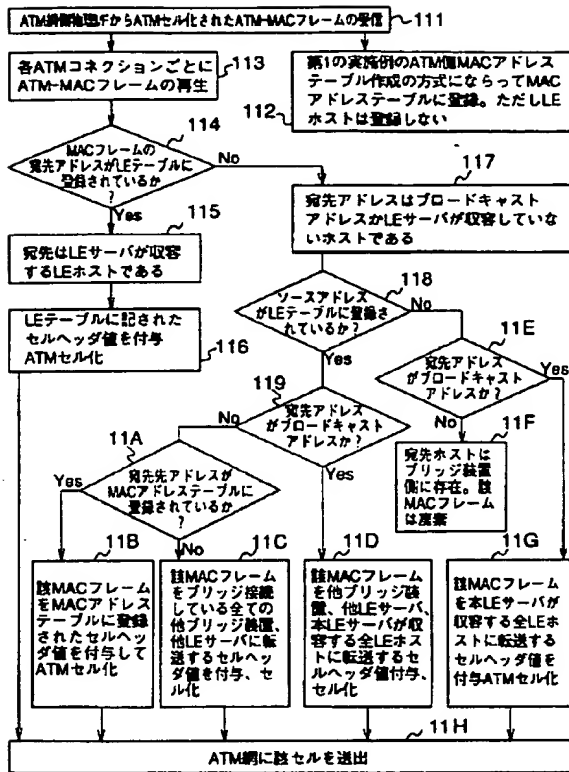 ATM網側物理IFからATMセル化されたATM-MACフレームの受信
111
各ATMコネクションごとに
ATM-MACフレームの再生
113
第1の実施例のATM側MACアドレス
テーブル作成の方式にならってMAC
アドレステーブルに登録。ただしLE
ホストは登録しない
112
114
MACフレームの
宛先アドレスがLEテーブルに
登録されているか
?
No
Yes
115
宛先はLEサーバが収容
するLEホストである
117
宛先アドレスはブロードキャスト
アドレスかLEサーバが収容していな
いホストである
LEテーブルに記された
セルヘッダ値を付与
ATMセル化
116
118
ソースアドレス
がLEテーブルに登録さ
れているか?
No
Yes
11E
宛先アドレス
がブロードキャスト
アドレスか?
Yes
No
119
宛先アドレス
がブロードキャスト
アドレスか?
No
Yes
11F
宛先ホストは
ブリッジ装置
側に存在。該
MACフレーム
は廃棄
11A
宛先先アドレスが
MACアドレステーブルに
登録されているか
?
Yes
No
11B
該MACフレーム
をMACアドレス
テーブルに登録
されたセルヘッ
ダ値を付与して
ATMセル化
11C
該MACフレーム
をブリッジ接続
している全ての
他ブリッジ装置、
他LEサーバに転
送するセルヘッ
ダ値を付与、セ
ル化
11D
該MACフレーム
を他ブリッジ装
置、他LEサーバ、
本LEサーバが収
容する全LEホス
トに転送するセ
ルヘッダ値付与、
セル化
11G
該MACフレーム
を本LEサーバが
収容する全LEホ
ストに転送する
セルヘッダ値を
付与ATMセル化
11H
ATM網に該セルを送出